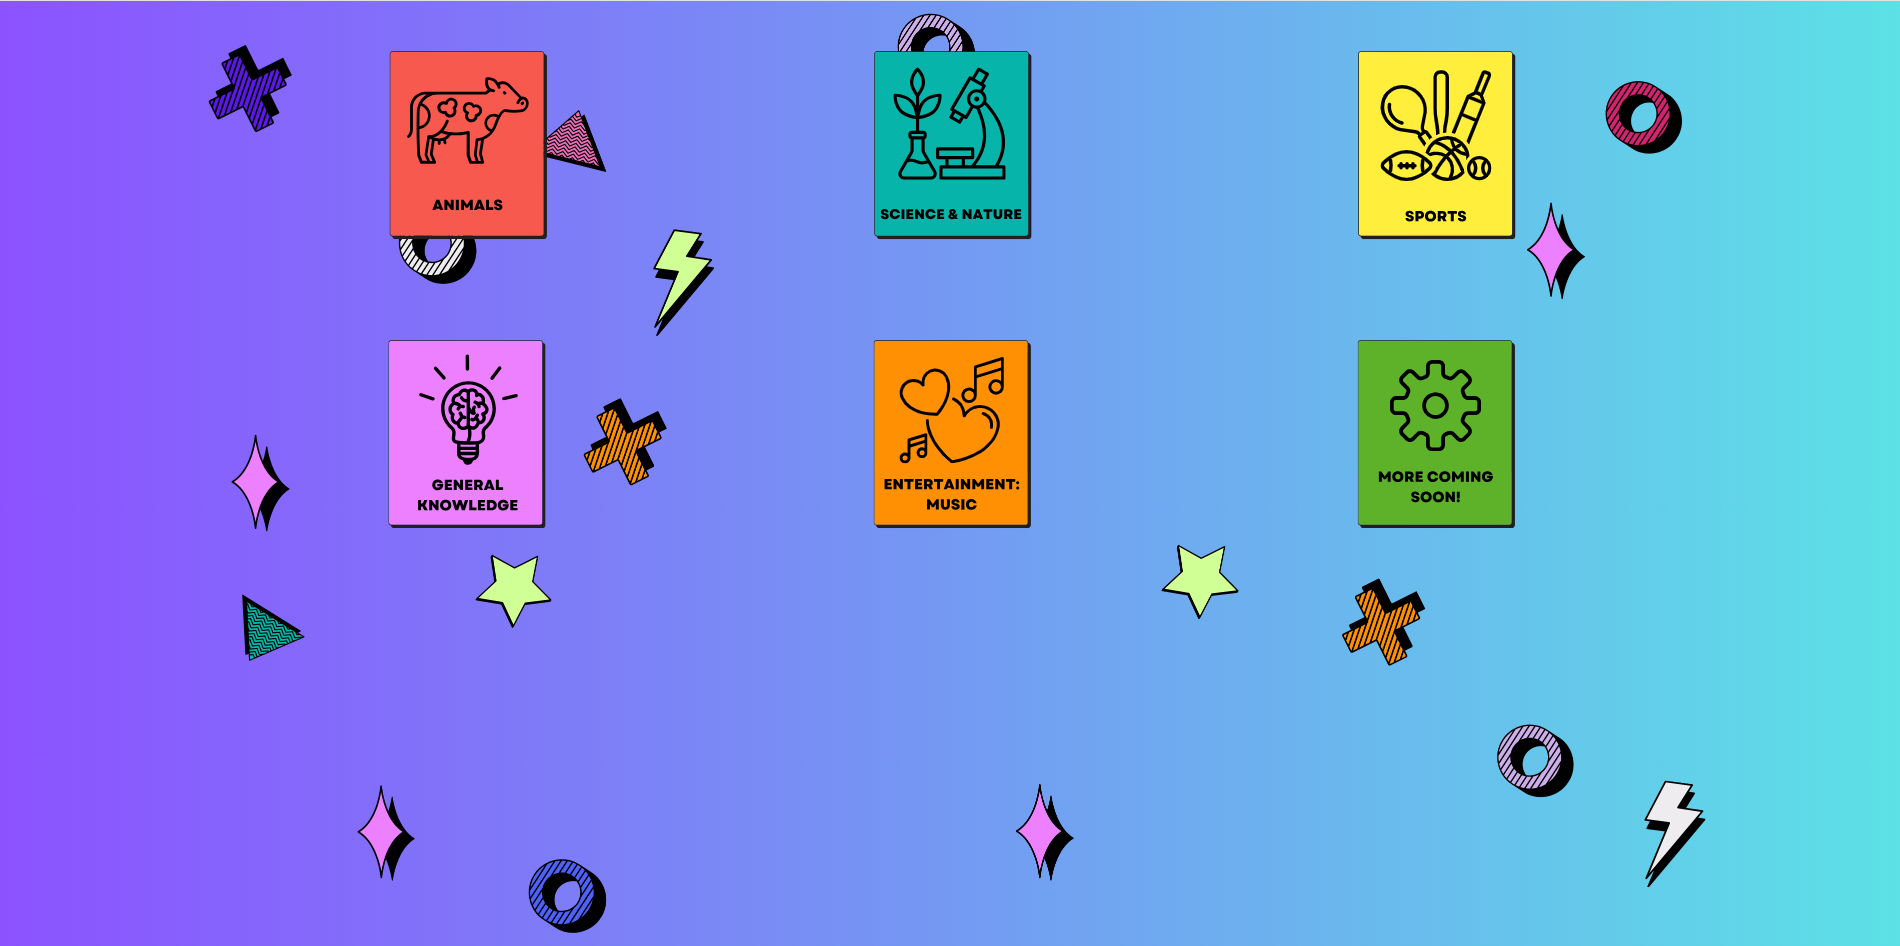 ANIMALS
SCIENCE & NATURE
SPORTS
GENERAL
KNOWLEDGE
ENTERTAINMENT:
MUSIC
MORE COMING
SOON!